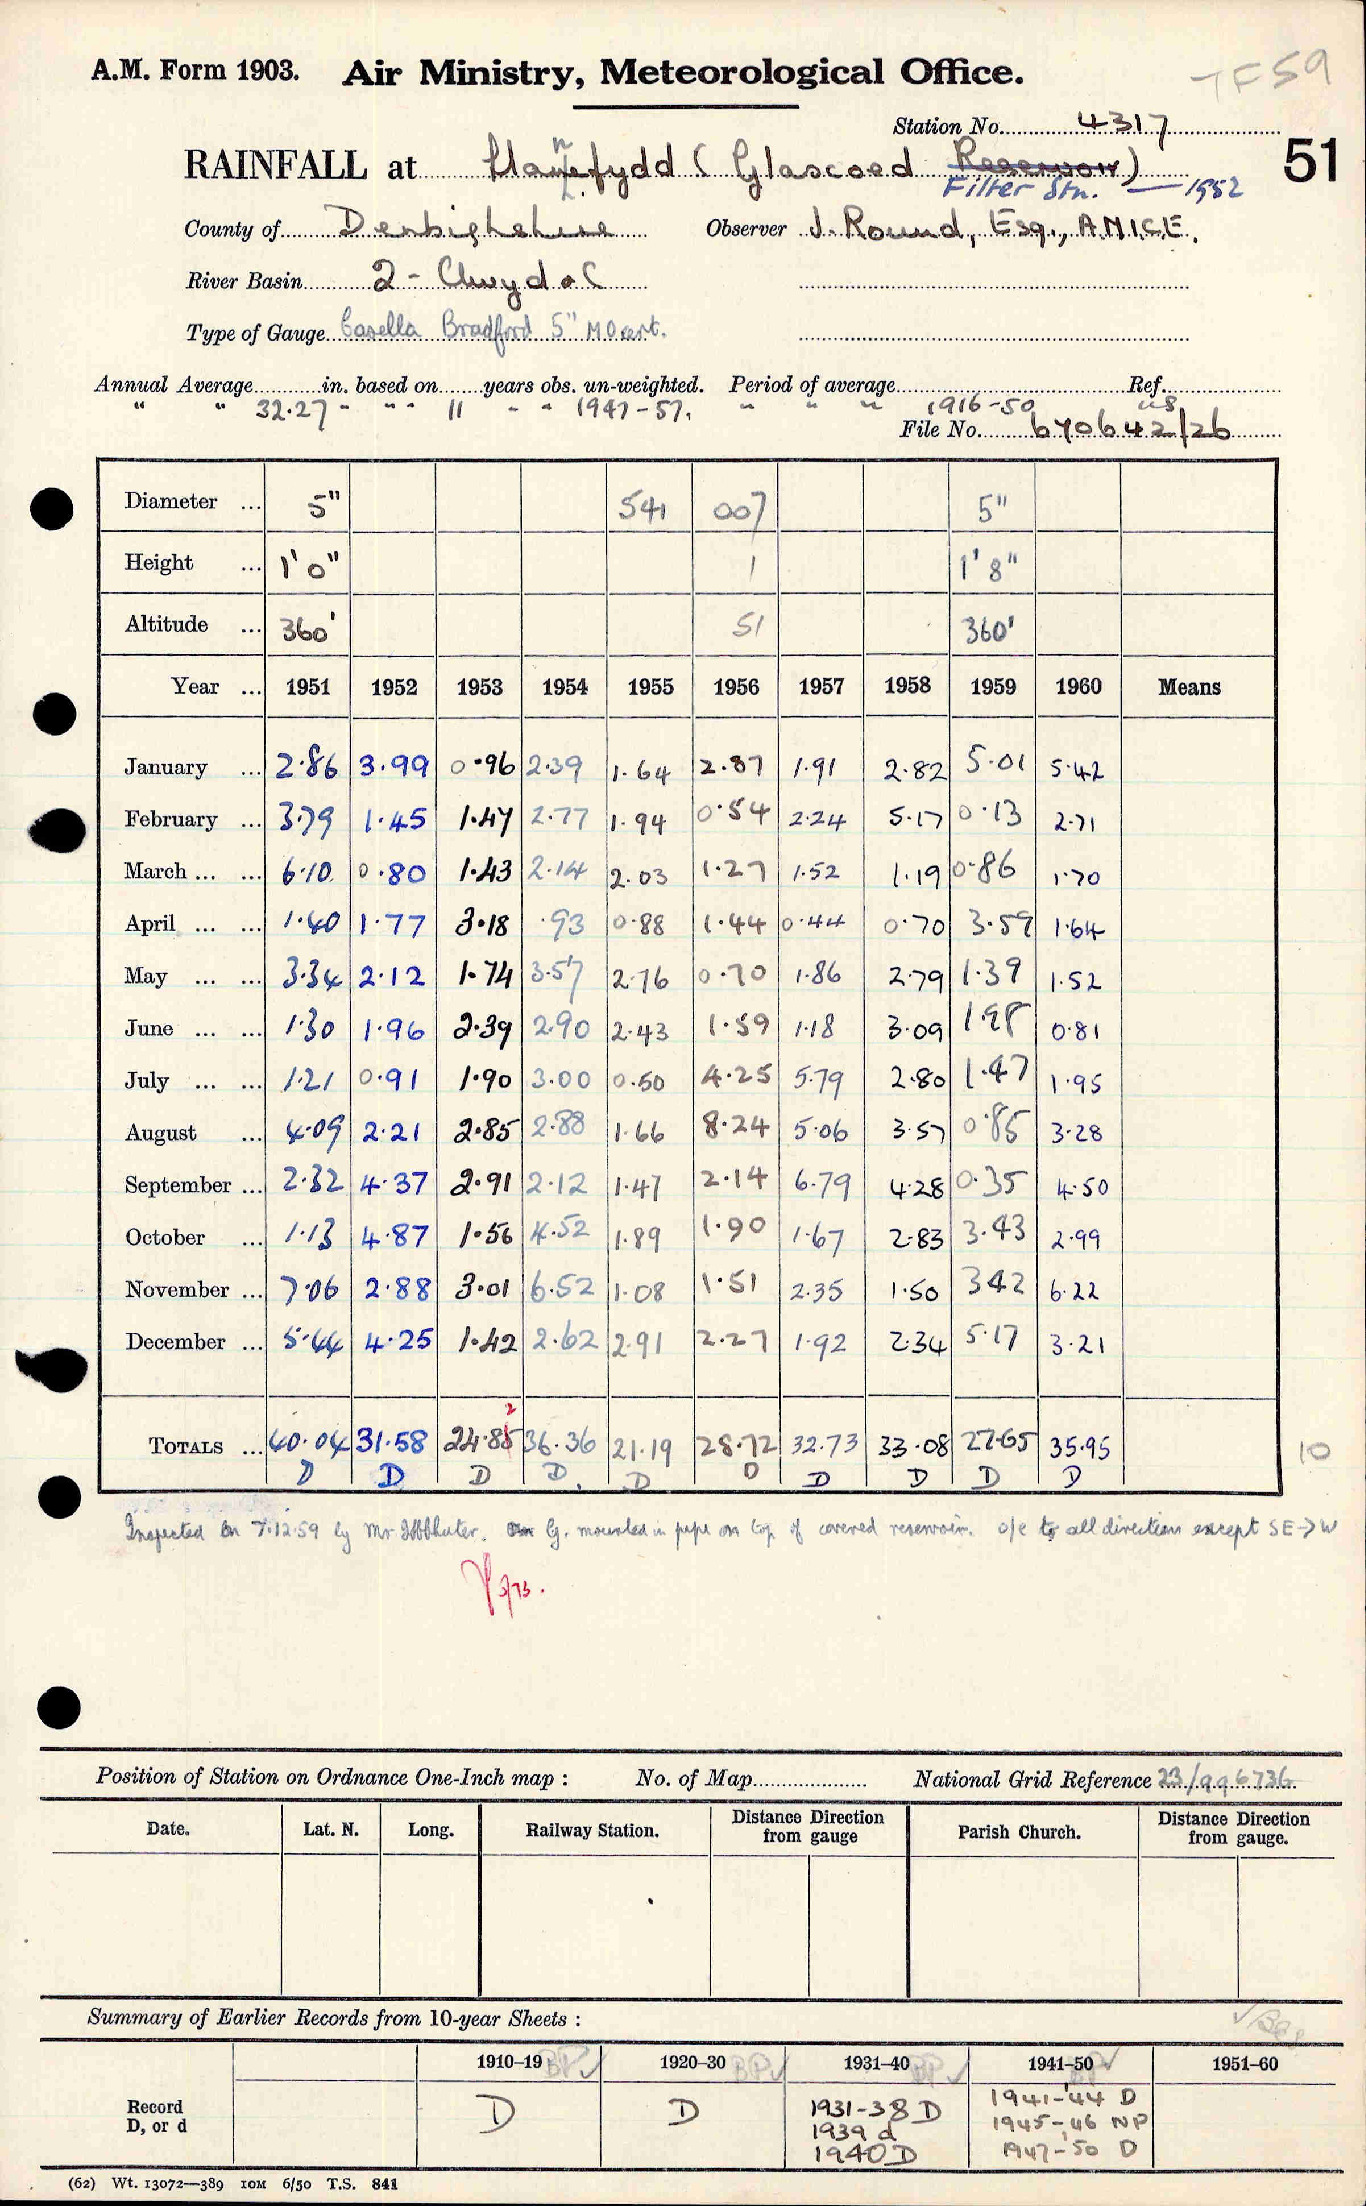 A.M. Form 1903. Air Ministry, Meteorological Office. TF59
Station No. 4317
RAINFALL at Llannefydd (Glascoed Reservoir) 51
Filter Stn. — 1952
County of Denbighshire Observer J. Round, Esq., A.M.I.C.E.
River Basin 2 - Clwyd &c
Type of Gauge Casella Bradford 5" M O cert.
Annual Average in. based on years obs. un-weighted. Period of average Ref.
" " 32.27 " " " 11 " " 1947-57. " " " 1916-50
File No. 670642/26
Diameter ... 5" 541 007 5"
Height ... 1'0" 1 1'8"
Altitude ... 360' 51 360'
Year ... 1951 1952 1953 1954 1955 1956 1957 1958 1959 1960 Means
January ... 2.86 3.99 0.96 2.39 1.64 2.87 1.91 2.82 5.01 5.42
February ... 3.79 1.45 1.47 2.77 1.94 0.54 2.24 5.17 0.13 2.71
March ... ... 6.10 0.80 1.43 2.14 2.03 1.27 1.52 1.19 0.86 1.70
April ... ... 1.40 1.77 3.18 .93 0.88 1.44 0.44 0.70 3.59 1.64
May ... ... 3.34 2.12 1.74 3.57 2.76 0.70 1.86 2.79 1.39 1.52
June ... ... 1.30 1.96 2.39 2.90 2.43 1.59 1.18 3.09 1.98 0.81
July ... ... 1.21 0.91 1.90 3.00 0.50 4.25 5.79 2.80 1.47 1.95
August ... 4.09 2.21 2.85 2.88 1.66 8.24 5.06 3.57 0.85 3.28
September ... 2.32 4.37 2.91 2.12 1.47 2.14 6.79 4.28 0.35 4.50
October ... 1.13 4.87 1.56 4.52 1.89 1.90 1.67 2.83 3.43 2.99
November ... 7.06 2.88 3.01 6.52 1.08 1.51 2.35 1.50 3.42 6.22
December ... 5.44 4.25 1.42 2.62 2.91 2.27 1.92 2.34 5.17 3.21
2
TOTALS ... 40.04 31.58 24.85 36.36 21.19 28.72 32.73 33.08 27.65 35.95 10
D D D D. D D D D D D
Inspected on 7.12.59 by Mr. G. mounted in pipe on top of covered reservoir. o/e to all direction except SE→W
3/73.
Position of Station on Ordnance One-Inch map : No. of Map National Grid Reference 23/996736
Date. Lat. N. Long. Railway Station. Distance Direction from gauge Parish Church. Distance Direction from gauge.
Summary of Earlier Records from 10-year Sheets :
1910–19 1920–30 1931–40 1941–50 1951–60
BP✓ BP✓ BP✓ BP✓
Record D, or d D D 1931-38 D 1941-'44 D
1939 d 1945-'46 NP
1940 D 1947-50 D
(62) Wt. 13072—389 10M 6/50 T.S. 841